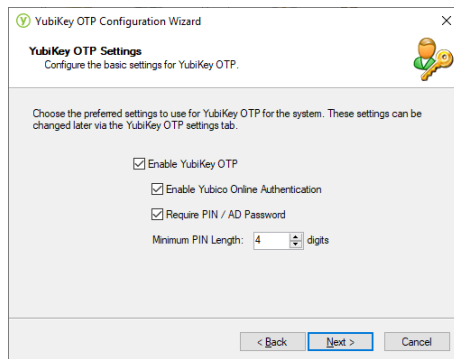 YubiKey OTP Configuration Wizard
YubiKey OTP Settings
Configure the basic settings for YubiKey OTP.
Choose the preferred settings to use for YubiKey OTP for the system. These settings can be
changed later via the YubiKey OTP settings tab.
Enable YubiKey OTP
Enable Yubico Online Authentication
Require PIN / AD Password
Minimum PIN Length: 4 digits
< Back Next > Cancel